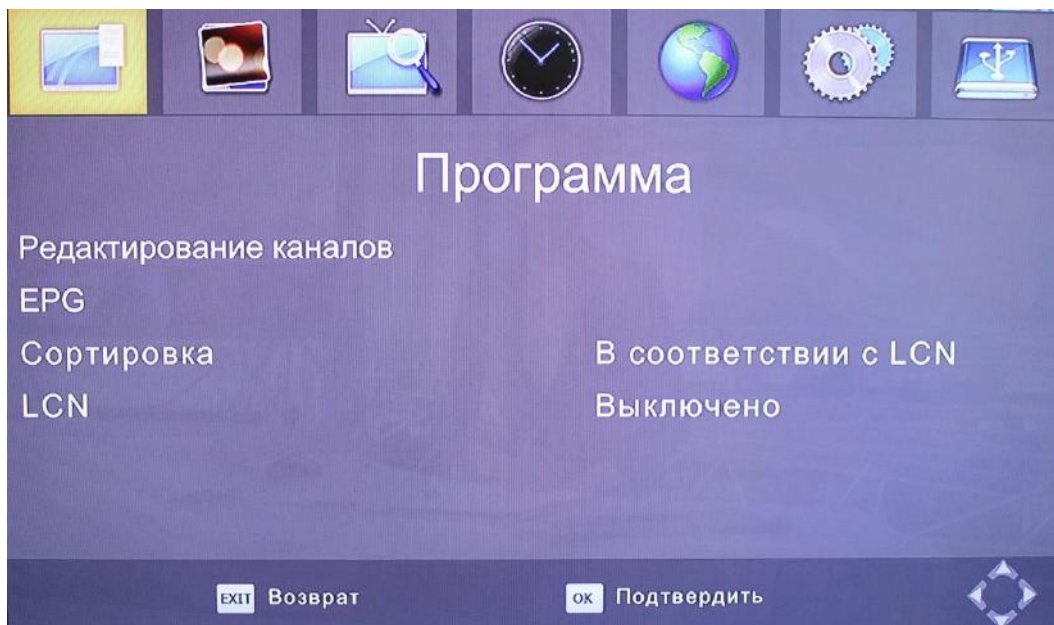 Программа
Редактирование каналов
EPG
Сортировка В соответствии с LCN
LCN Выключено
EXIT Возврат OK Подтвердить